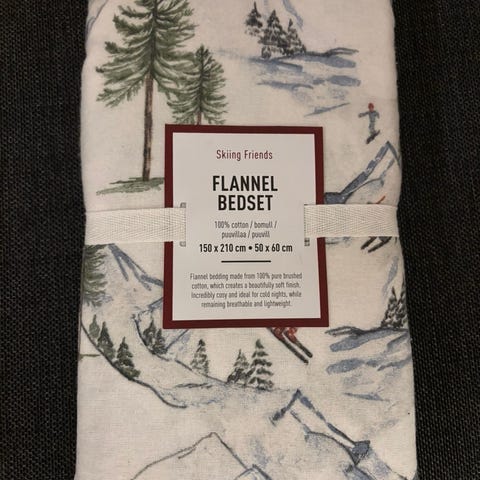 Skiing Friends
FLANNEL
BEDSET
100% cotton / bomull /
puuvillaa / puuvill
150 x 210 cm • 50 x 60 cm
Flannel bedding made from 100% pure brushed
cotton, which creates a beautifully soft finish.
Incredibly cosy and ideal for cold nights, while
remaining breathable and lightweight.